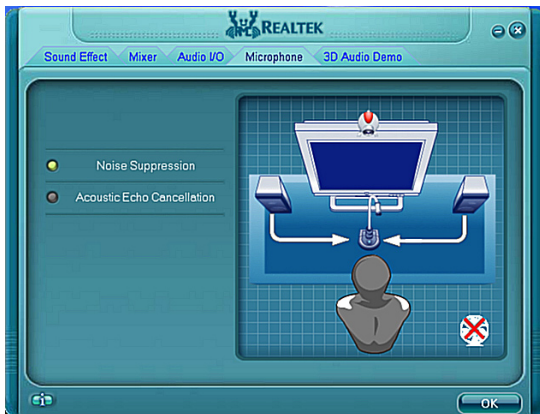 REALTEK
Sound Effect Mixer Audio I/O Microphone 3D Audio Demo
Noise Suppression
Acoustic Echo Cancellation
OK